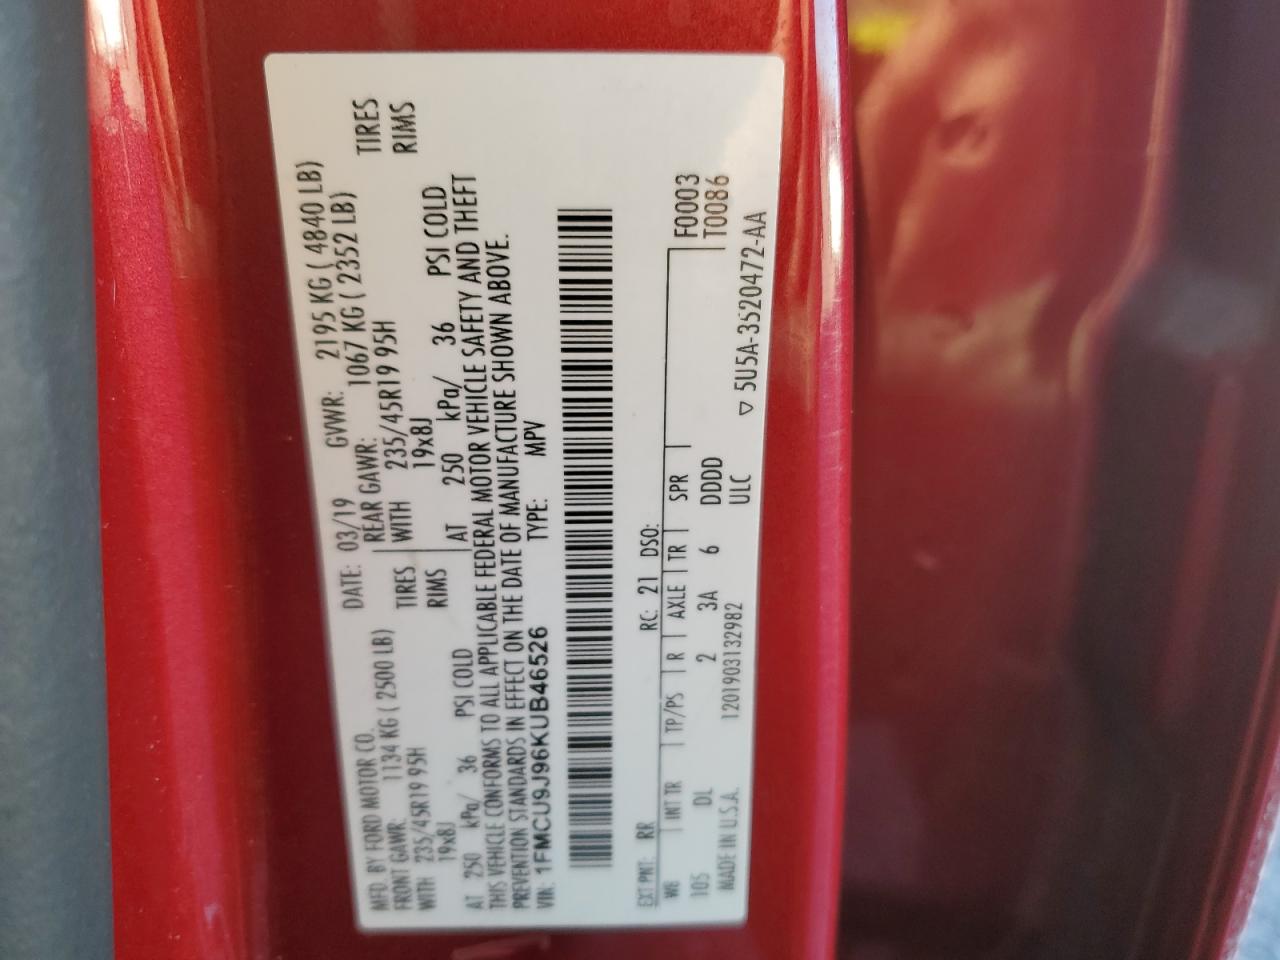 MFD. BY FORD MOTOR CO. DATE: 03/19 GVWR: 2195 KG ( 4840 LB)
FRONT GAWR: 1134 KG ( 2500 LB) REAR GAWR: 1067 KG ( 2352 LB)
WITH 235/45R19 95H TIRES WITH 235/45R19 95H TIRES
19x8J RIMS 19x8J RIMS
AT 250 kPa/ 36 PSI COLD AT 250 kPa/ 36 PSI COLD
THIS VEHICLE CONFORMS TO ALL APPLICABLE FEDERAL MOTOR VEHICLE SAFETY AND THEFT
PREVENTION STANDARDS IN EFFECT ON THE DATE OF MANUFACTURE SHOWN ABOVE.
VIN: 1FMCU9J96KUB46526 TYPE: MPV
EXT PNT: RR RC: 21 DSO:
WB INT TR TP/PS R AXLE TR SPR F0003
105 DL 2 3A 6 DDDD T0086
MADE IN U.S.A. 1201903132982 ULC
▽ 5U5A-3520472-AA